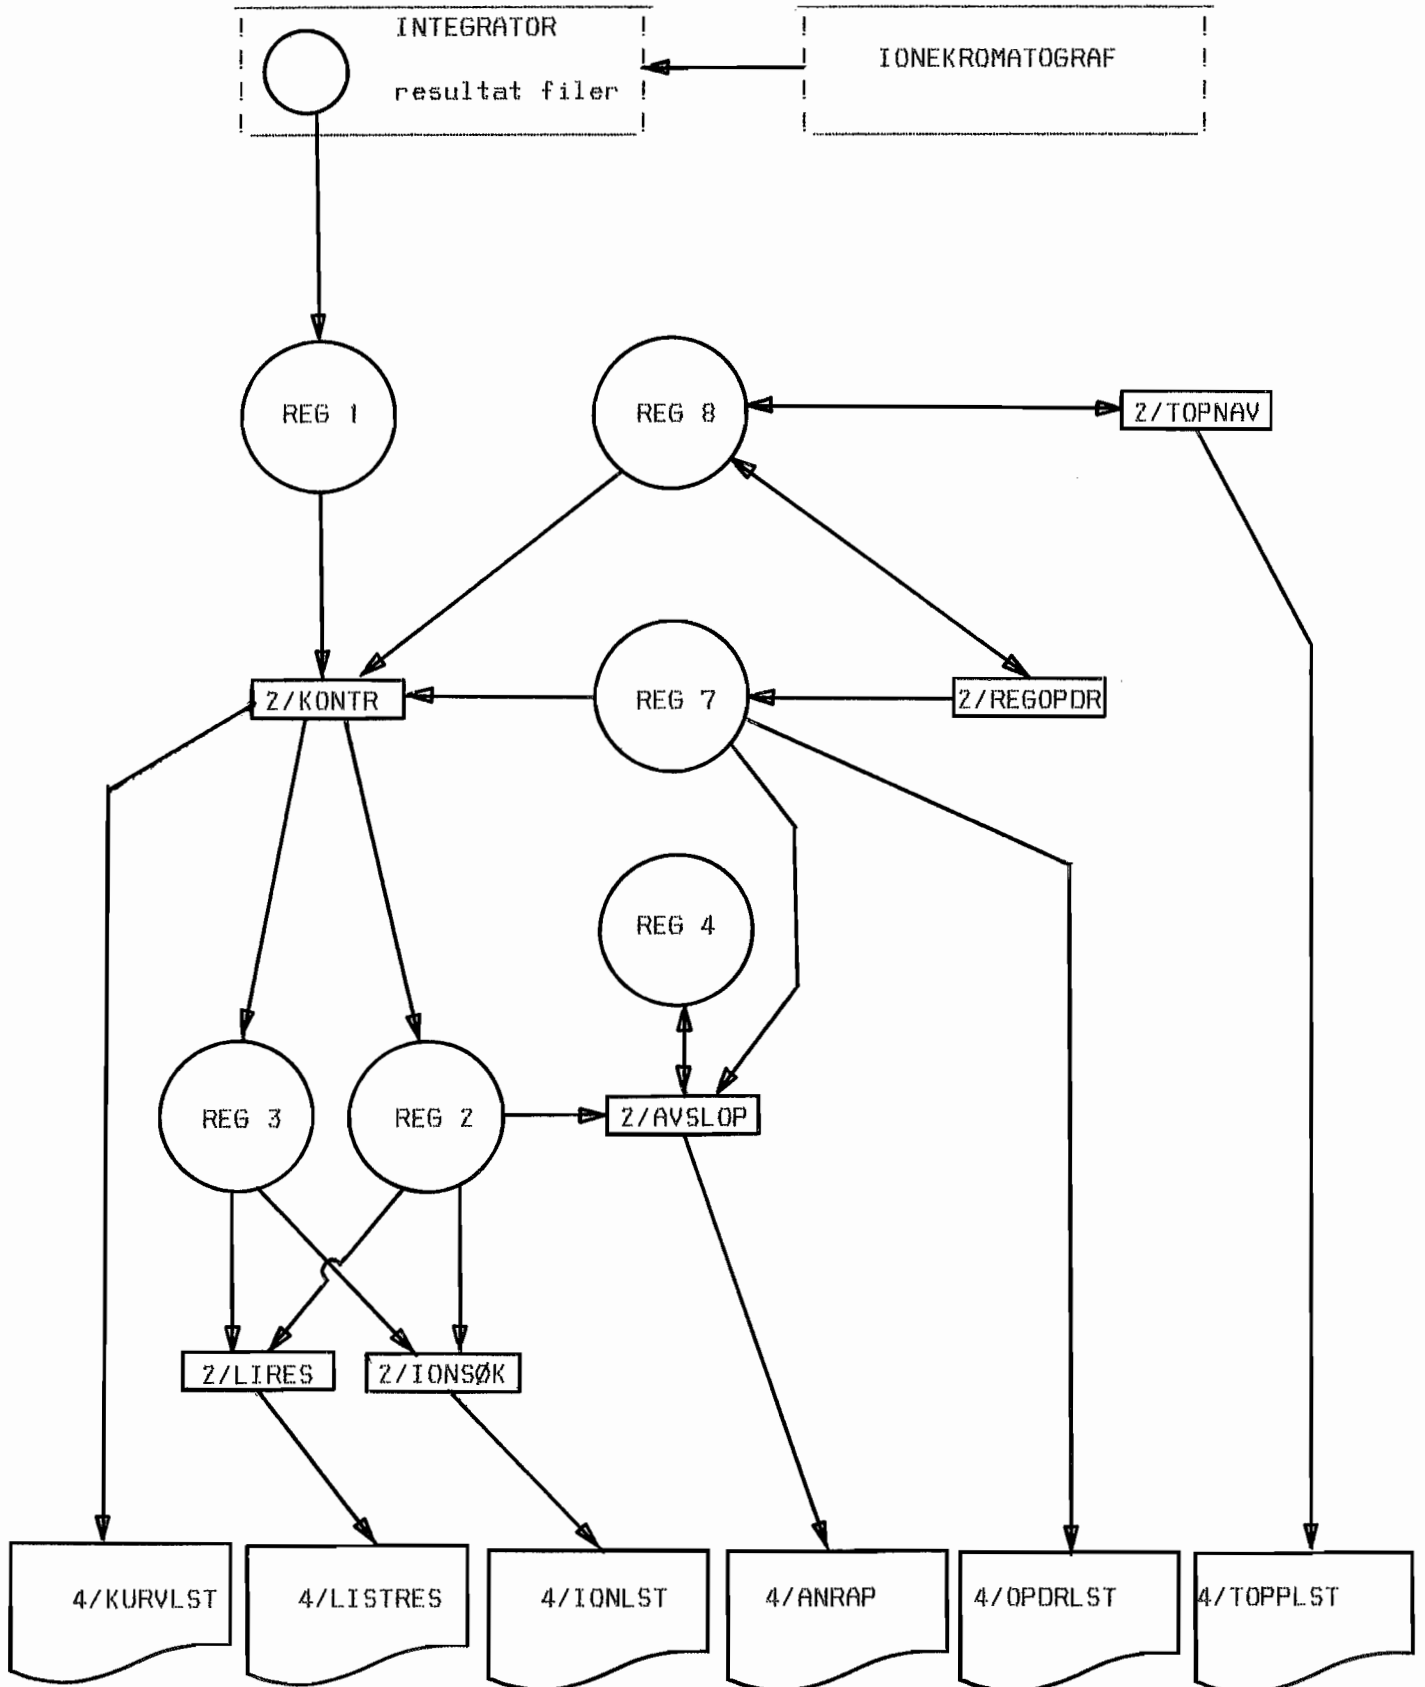 INTEGRATOR
resultat filer
IONEKROMATOGRAF
REG 1
REG 8
2/TOPNAV
2/KONTR
REG 7
2/REGOPDR
REG 4
REG 3
REG 2
2/AVSLOP
2/LIRES
2/IONSØK
4/KURVLST
4/LISTRES
4/IONLST
4/ANRAP
4/OPDRLST
4/TOPPLST